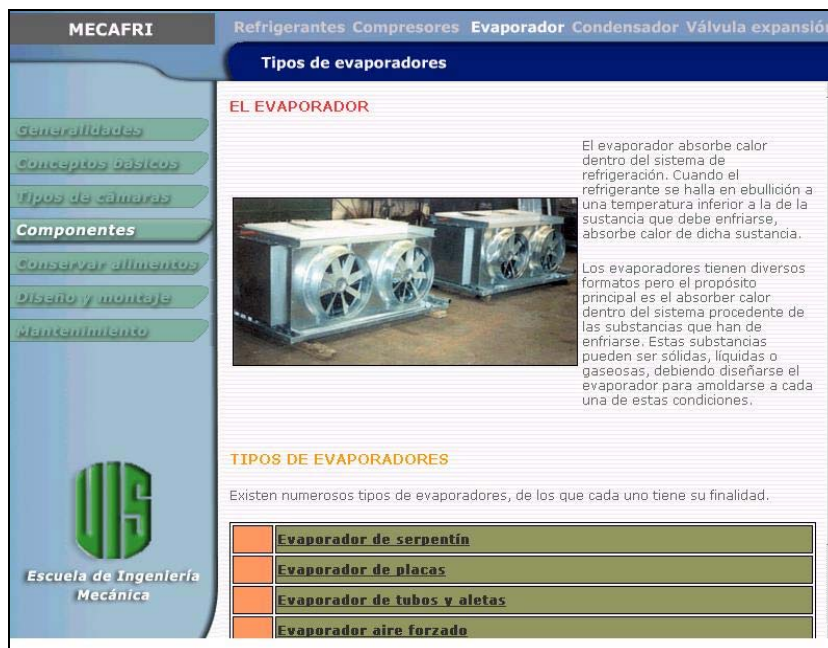 MECAFRI
Refrigerantes Compresores Evaporador Condensador Válvula expansió
Tipos de evaporadores
Generalidades
Conceptos básicos
Tipos de cámaras
Componentes
Conservar alimentos
Diseño y montaje
Mantenimiento
UIS
Escuela de Ingeniería
Mecánica
EL EVAPORADOR
El evaporador absorbe calor
dentro del sistema de
refrigeración. Cuando el
refrigerante se halla en ebullición a
una temperatura inferior a la de la
sustancia que debe enfriarse,
absorbe calor de dicha sustancia.
Los evaporadores tienen diversos
formatos pero el propósito
principal es el absorber calor
dentro del sistema procedente de
las substancias que han de
enfriarse. Estas substancias
pueden ser sólidas, líquidas o
gaseosas, debiendo diseñarse el
evaporador para amoldarse a cada
una de estas condiciones.
TIPOS DE EVAPORADORES
Existen numerosos tipos de evaporadores, de los que cada uno tiene su finalidad.
Evaporador de serpentín
Evaporador de placas
Evaporador de tubos y aletas
Evaporador aire forzado